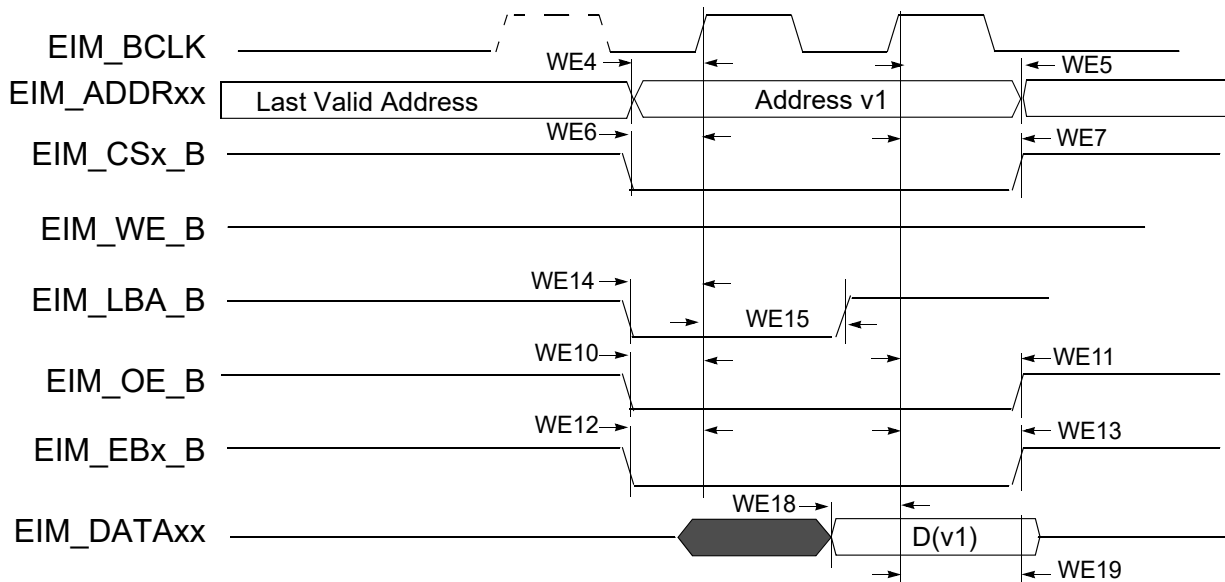 EIM_BCLK
WE4
WE5
EIM_ADDRxx
Last Valid Address
Address v1
WE6
WE7
EIM_CSx_B
EIM_WE_B
WE14
EIM_LBA_B
WE15
WE10
WE11
EIM_OE_B
WE12
WE13
EIM_EBx_B
WE18
EIM_DATAxx
D(v1)
WE19